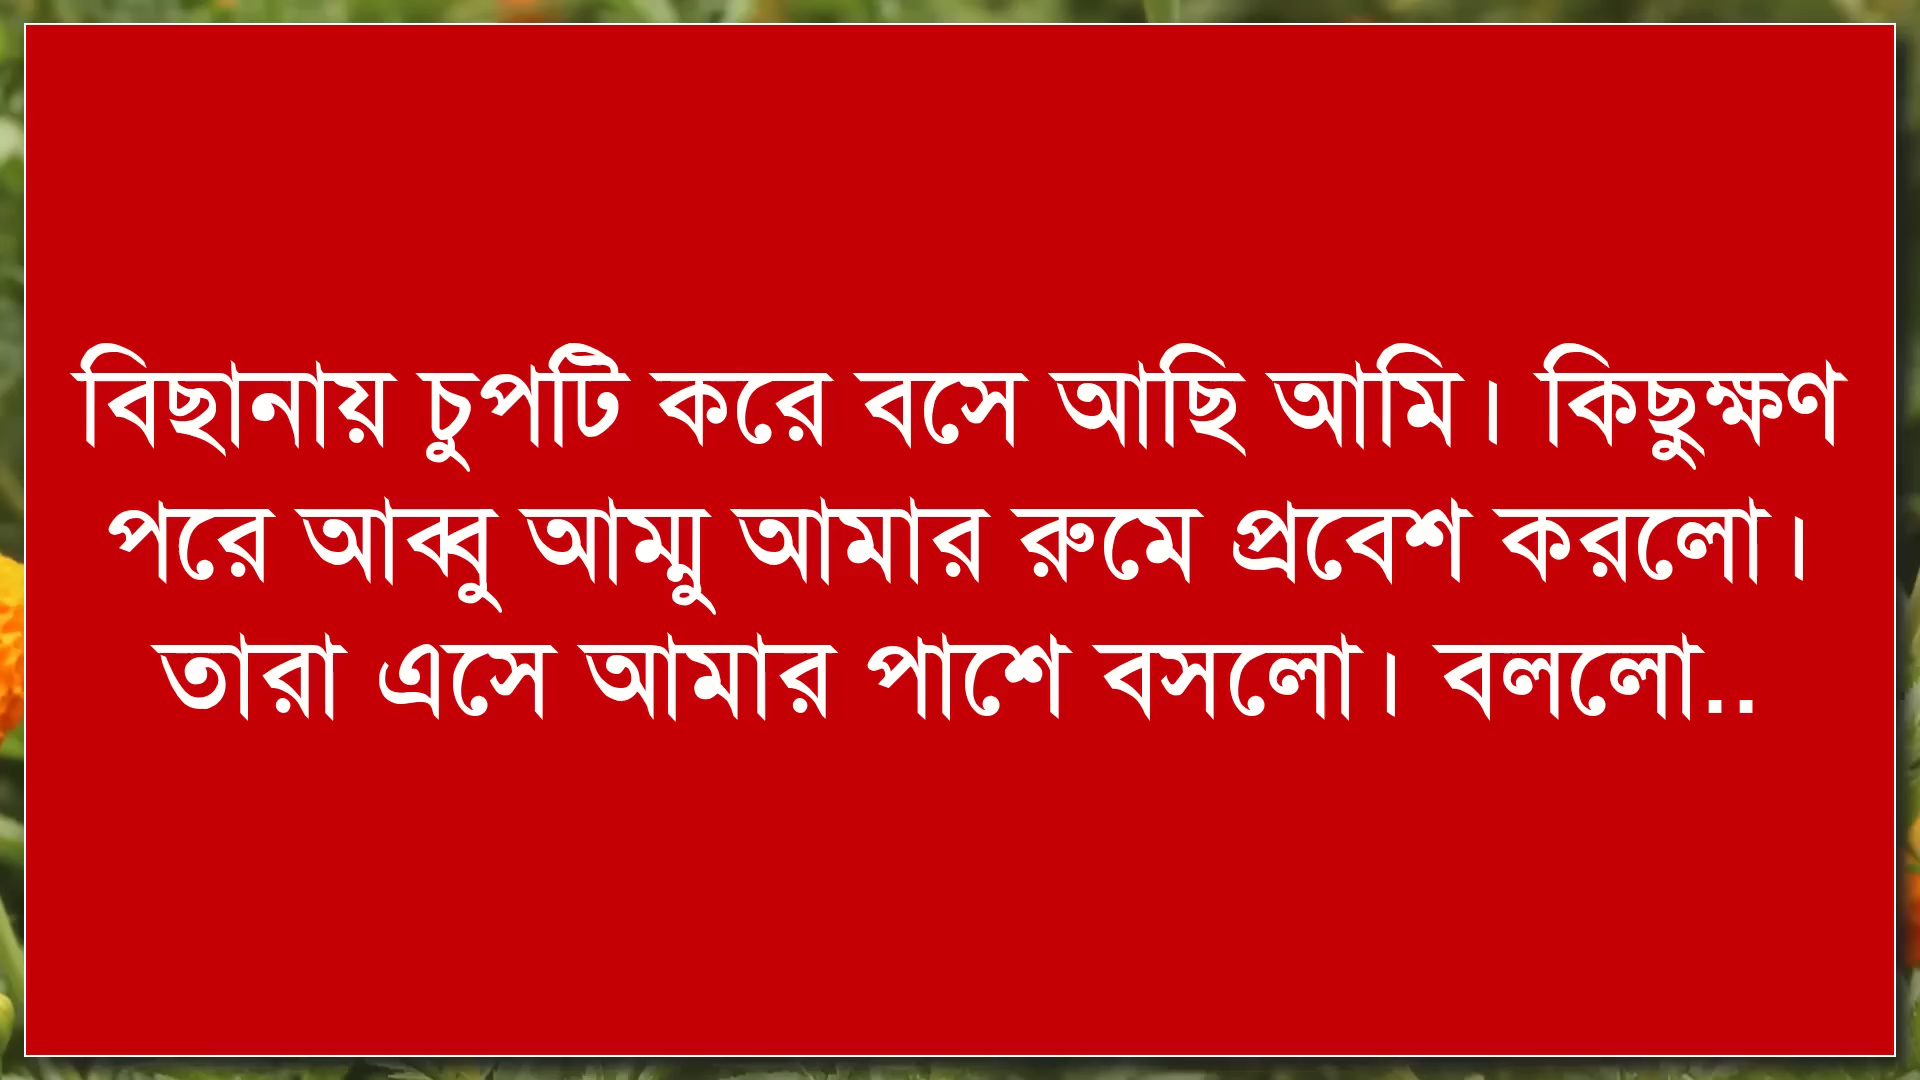 বিছানায় চুপটি করে বসে আছি আমি। কিছুক্ষণ
পরে আব্বু আম্মু আমার রুমে প্রবেশ করলো।
তারা এসে আমার পাশে বসলো। বললো..